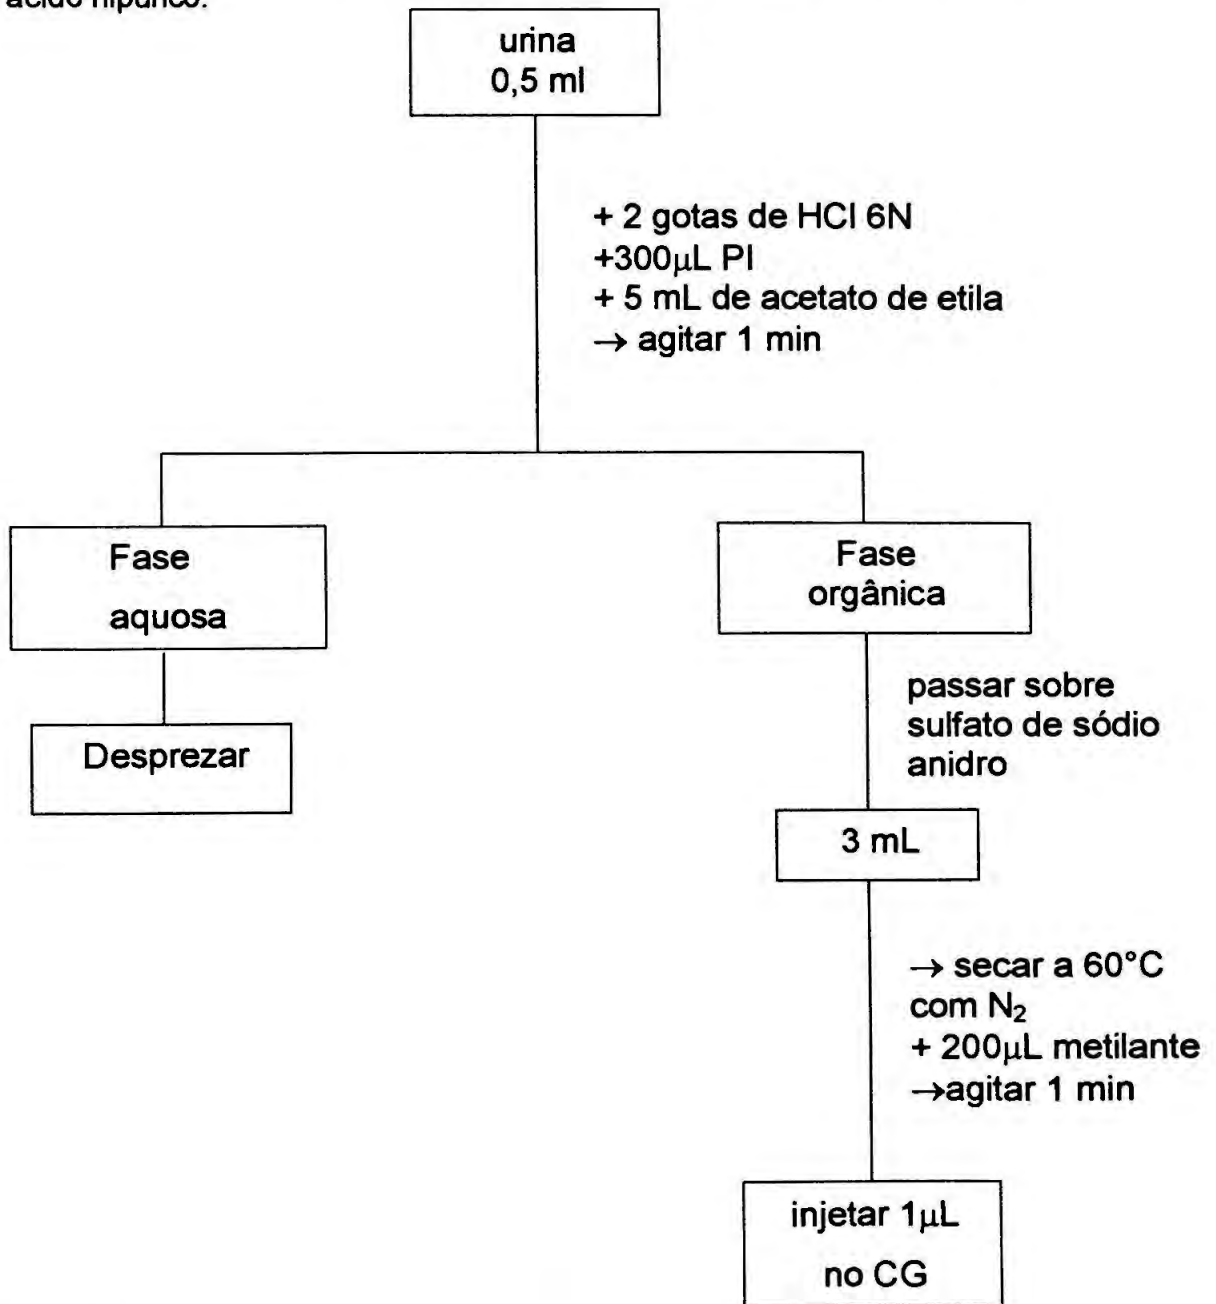 ácido hipúrico.
urina
0,5 ml
+ 2 gotas de HCl 6N
+300µL PI
+ 5 mL de acetato de etila
→ agitar 1 min
Fase
aquosa
Desprezar
Fase
orgânica
passar sobre
sulfato de sódio
anidro
3 mL
→ secar a 60°C
com N₂
+ 200µL metilante
→agitar 1 min
injetar 1µL
no CG